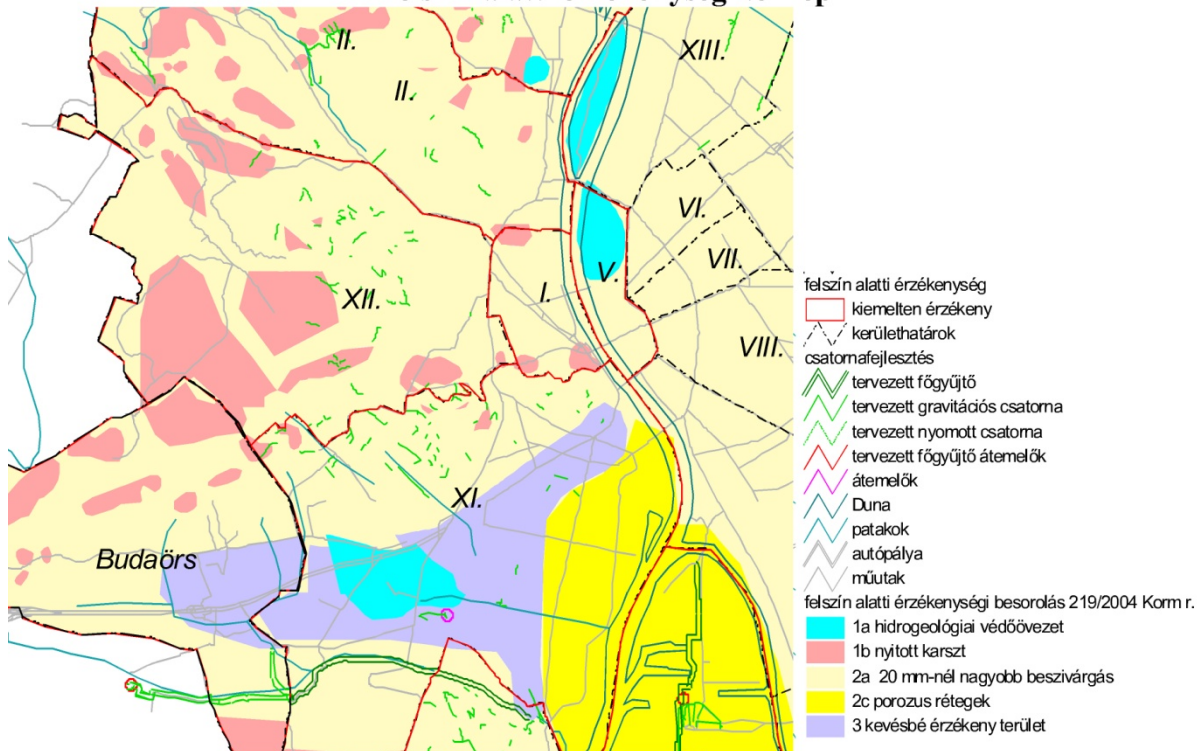 II.
XIII.
II.
VI.
VII.
V.
I.
XII.
VIII.
XI.
Budaörs
felszín alatti érzékenység
kiemelten érzékeny
kerülethatárok
csatornafejlesztés
tervezett főgyűjtő
tervezett gravitációs csatorna
tervezett nyomott csatorna
tervezett főgyűjtő átemelők
átemelők
Duna
patakok
autópálya
műutak
felszín alatti érzékenységi besorolás 219/2004 Korm r.
1a hidrogeológiai védőövezet
1b nyitott karszt
2a 20 mm-nél nagyobb beszivárgás
2c porozus rétegek
3 kevésbé érzékeny terület